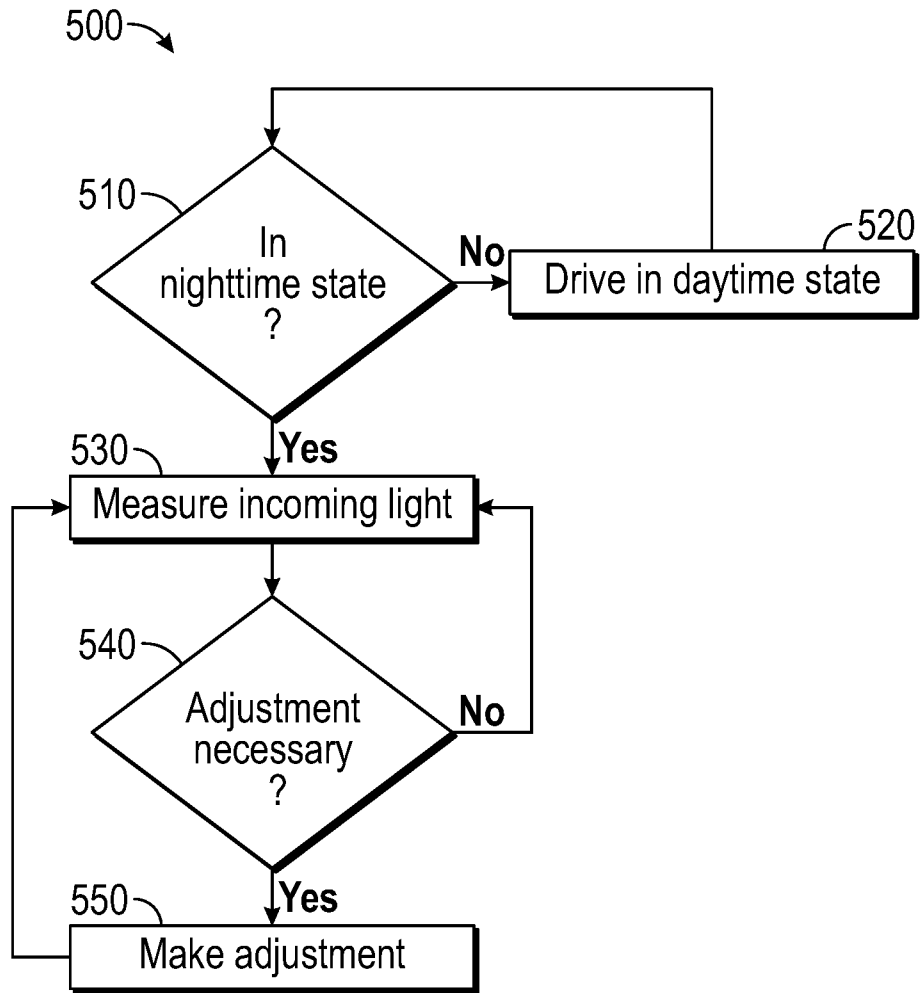 500
510
In
nighttime state
?
No
520
Drive in daytime state
Yes
530
Measure incoming light
540
Adjustment
necessary
?
No
Yes
550
Make adjustment